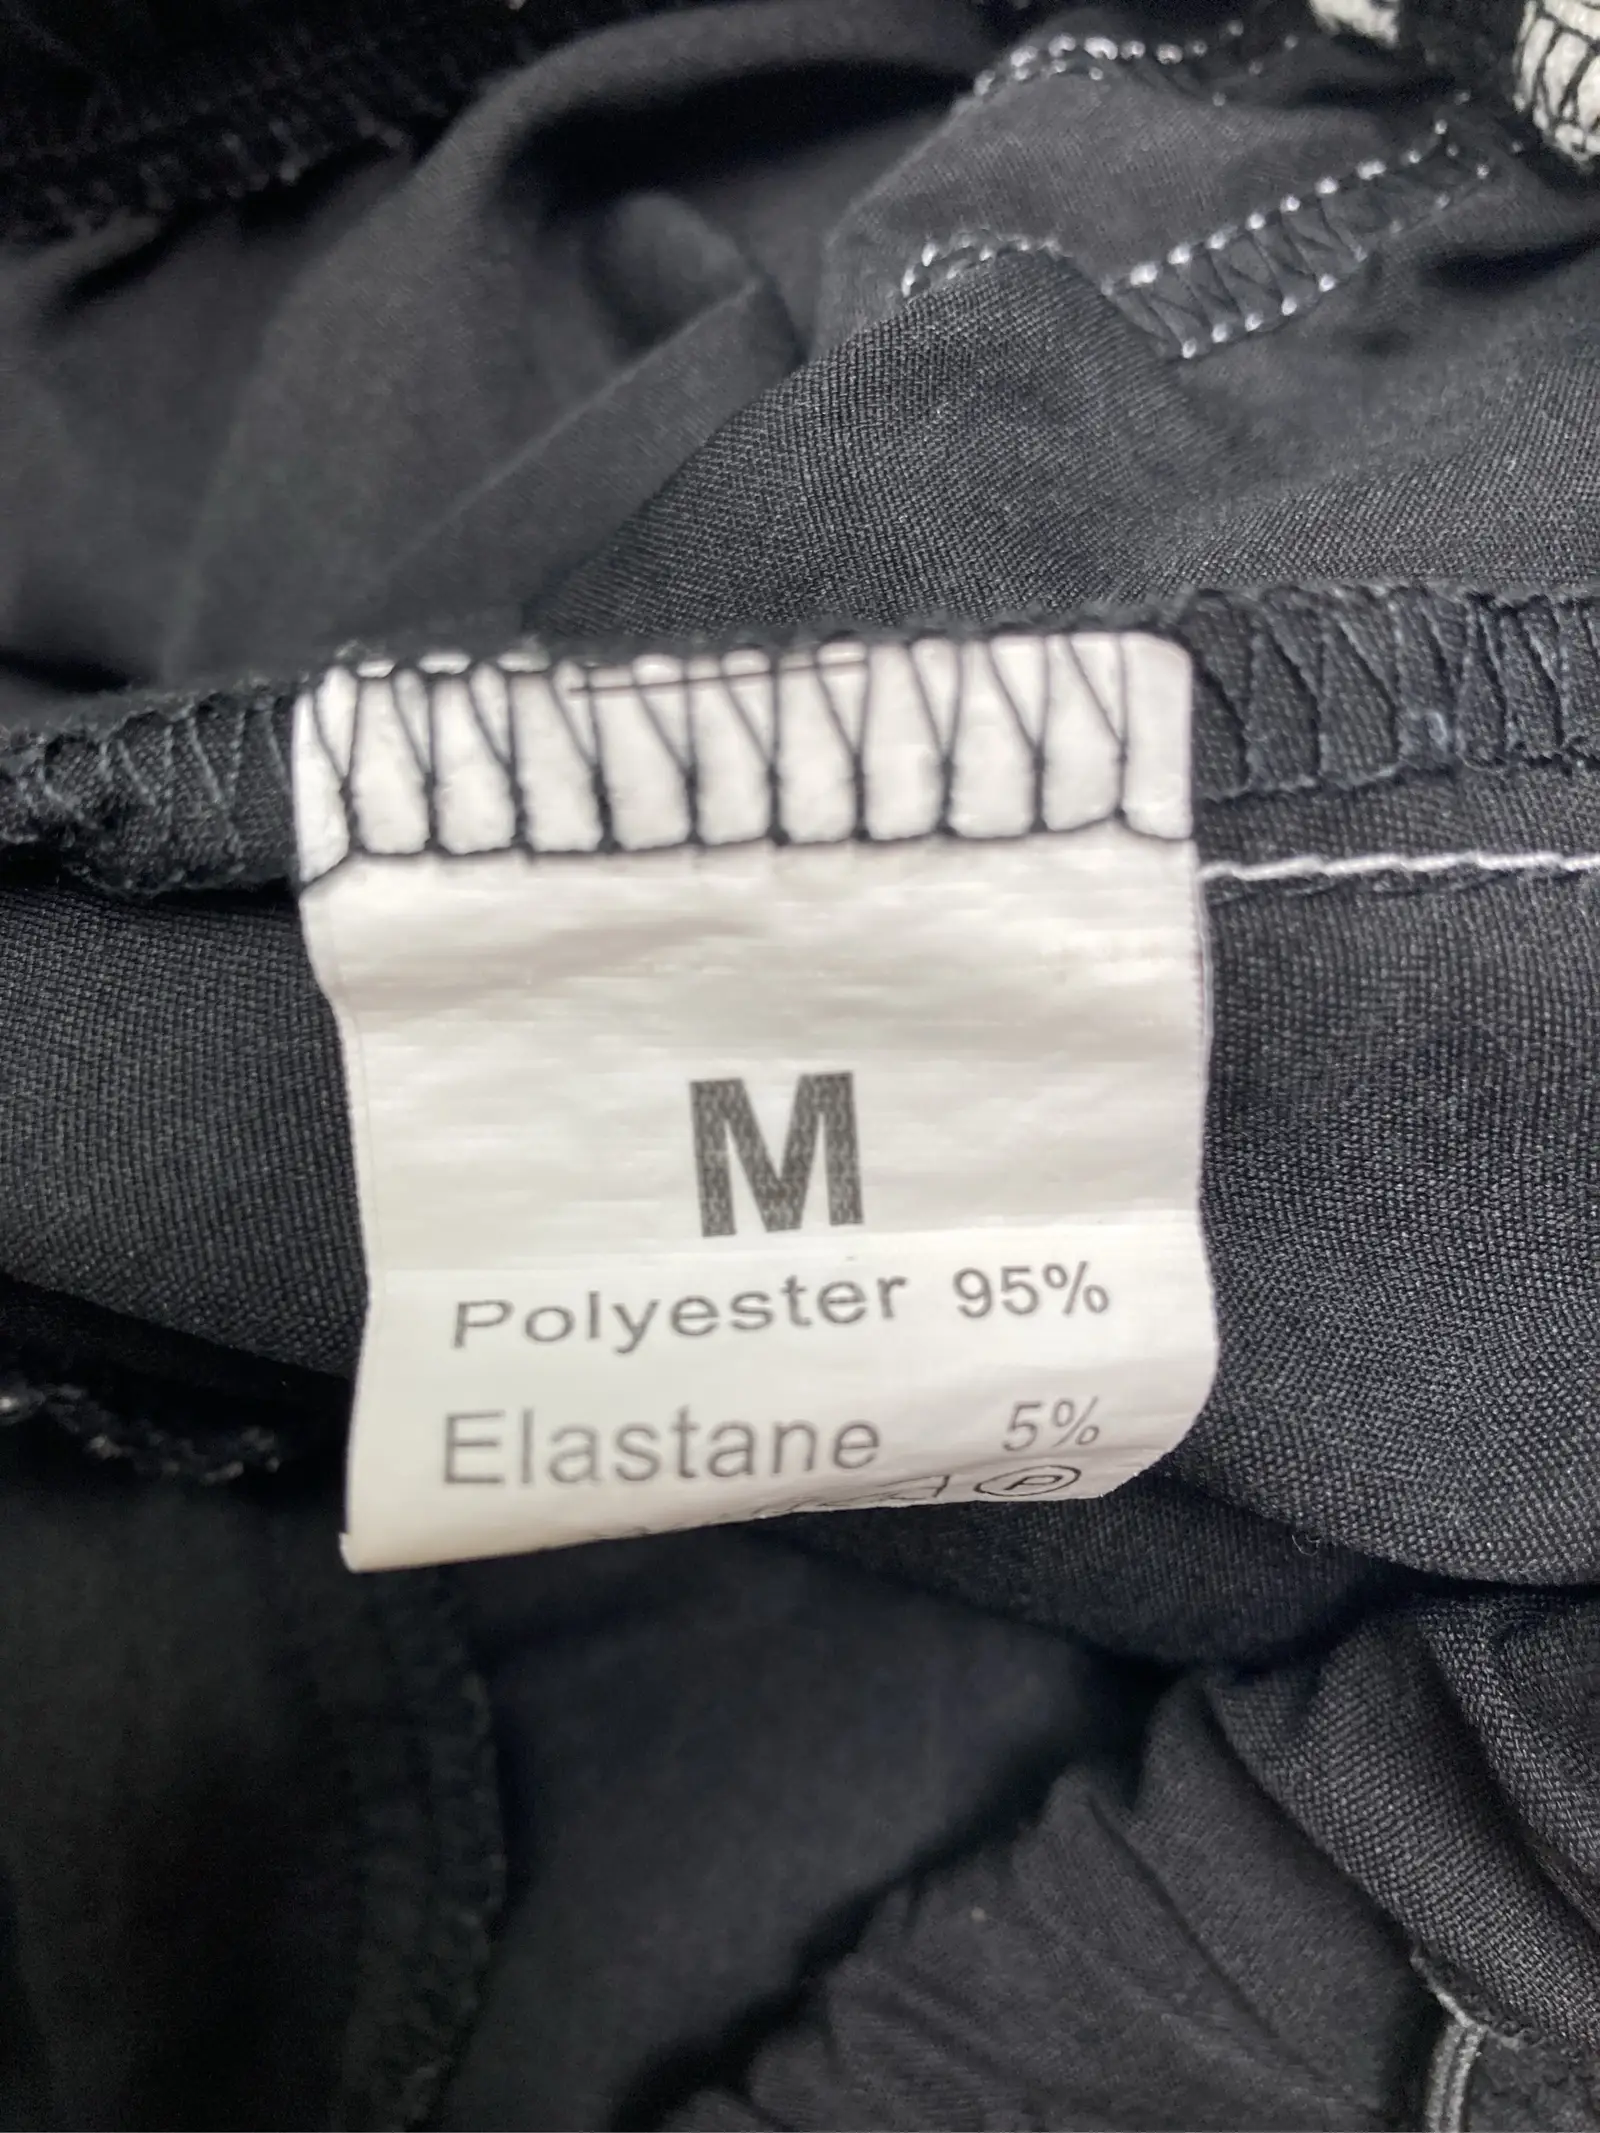 M
Polyester 95%
Elastane 5%
P